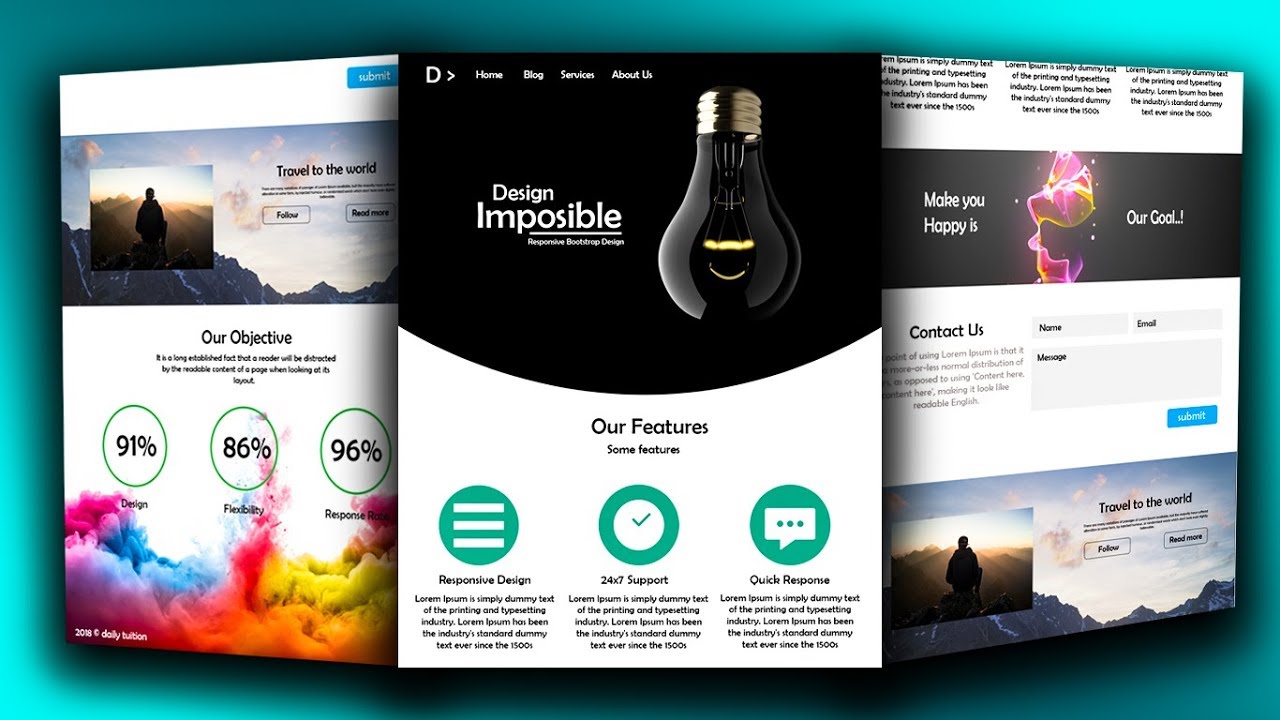 submit
Travel to the world
Follow
Read more
Our Objective
It is a long established fact that a reader will be distracted
by the readable content of a page when looking at its
layout.
91%
86%
96%
Design
Flexibility
Response
2018 © daily tuition
D >
Home
Blog
Services
About Us
Design
Imposible
Responsive Bootstrap Design
Our Features
Some features
Responsive Design
Lorem Ipsum is simply dummy text
of the printing and typesetting
industry. Lorem Ipsum has been the
industry's standard dummy
text ever since the 1500s
24x7 Support
Lorem Ipsum is simply dummy text
of the printing and typesetting
industry. Lorem Ipsum has been the
industry's standard dummy
text ever since the 1500s
Quick Response
Lorem Ipsum is simply dummy text
of the printing and typesetting
industry. Lorem Ipsum has been the
industry's standard dummy
text ever since the 1500s
Lorem Ipsum is simply dummy text
of the printing and typesetting
industry. Lorem Ipsum has been the
industry's standard dummy
text ever since the 1500s
Lorem Ipsum is simply dummy text
of the printing and typesetting
industry. Lorem Ipsum has been the
industry's standard dummy
text ever since the 1500s
Lorem Ipsum is simply dummy text
of the printing and typesetting
industry. Lorem Ipsum has been the
industry's standard dummy
text ever since the 1500s
Make you
Happy is
Our Goal..!
Contact Us
point of using Lorem Ipsum is that it
more-or-less normal distribution of
as opposed to using 'Content here,
content here', making it look like
readable English.
Name
Email
Message
submit
Travel to the world
Follow
Read more